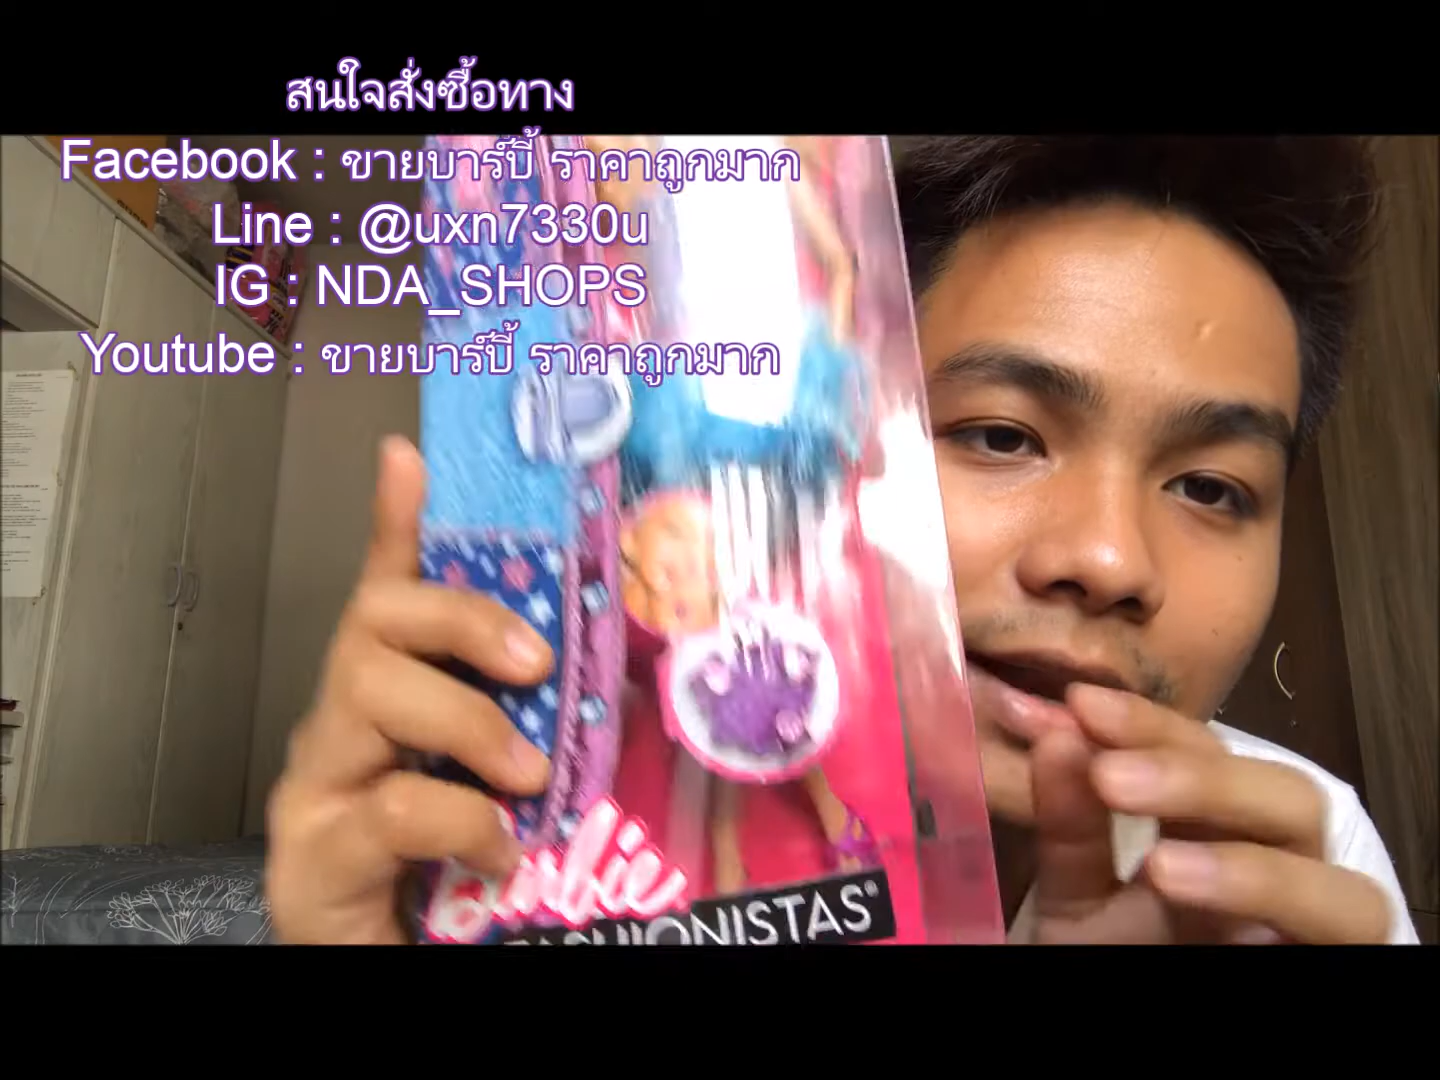 สนใจสั่งซื้อทาง
Facebook : ขายบาร์บี้ ราคาถูกมาก
Line : @uxn7330u
IG : NDA_SHOPS
Youtube : ขายบาร์บี้ ราคาถูกมาก
Barbie
FASHIONISTAS®